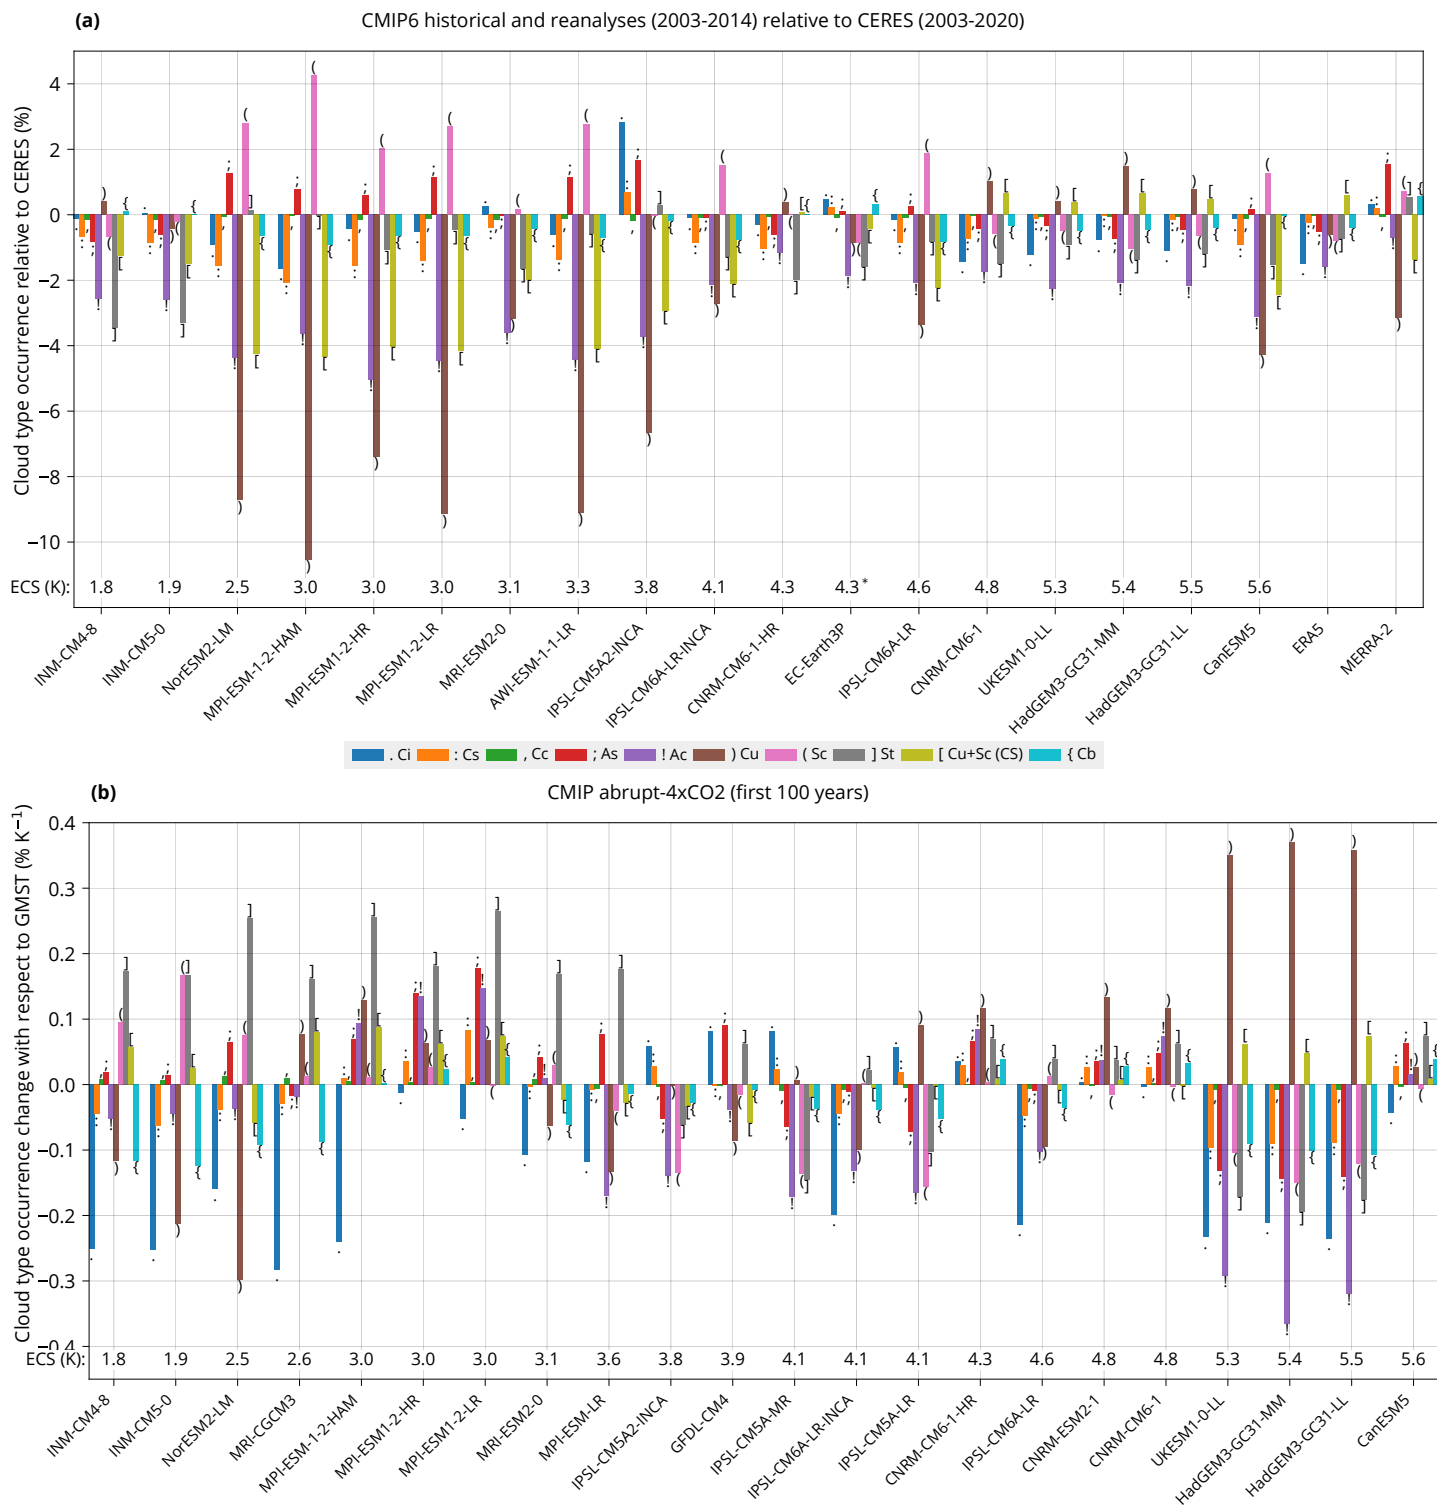 (a)
CMIP6 historical and reanalyses (2003-2014) relative to CERES (2003-2020)
Cloud type occurrence relative to CERES (%)
4
2
0
−2
−4
−6
−8
−10
ECS (K): 1.8 1.9 2.5 3.0 3.0 3.0 3.1 3.3 3.8 4.1 4.3 4.3* 4.6 4.8 5.3 5.4 5.5 5.6
INM-CM4-8
INM-CM5-0
NorESM2-LM
MPI-ESM-1-2-HAM
MPI-ESM1-2-HR
MPI-ESM1-2-LR
MRI-ESM2-0
AWI-ESM-1-1-LR
IPSL-CM5A2-INCA
IPSL-CM6A-LR-INCA
CNRM-CM6-1-HR
EC-Earth3P
IPSL-CM6A-LR
CNRM-CM6-1
UKESM1-0-LL
HadGEM3-GC31-MM
HadGEM3-GC31-LL
CanESM5
ERA5
MERRA-2
. Ci : Cs , Cc ; As ! Ac ) Cu ( Sc ] St [ Cu+Sc (CS) { Cb
(b)
CMIP abrupt-4xCO2 (first 100 years)
Cloud type occurrence change with respect to GMST (% K⁻¹)
0.4
0.3
0.2
0.1
0.0
−0.1
−0.2
−0.3
−0.4
ECS (K): 1.8 1.9 2.5 2.6 3.0 3.0 3.0 3.1 3.6 3.8 3.9 4.1 4.1 4.1 4.3 4.6 4.8 4.8 5.3 5.4 5.5 5.6
INM-CM4-8
INM-CM5-0
NorESM2-LM
MRI-CGCM3
MPI-ESM-1-2-HAM
MPI-ESM1-2-HR
MPI-ESM1-2-LR
MRI-ESM2-0
MPI-ESM-LR
IPSL-CM5A2-INCA
GFDL-CM4
IPSL-CM5A-MR
IPSL-CM6A-LR-INCA
IPSL-CM5A-LR
CNRM-CM6-1-HR
IPSL-CM6A-LR
CNRM-ESM2-1
CNRM-CM6-1
UKESM1-0-LL
HadGEM3-GC31-MM
HadGEM3-GC31-LL
CanESM5